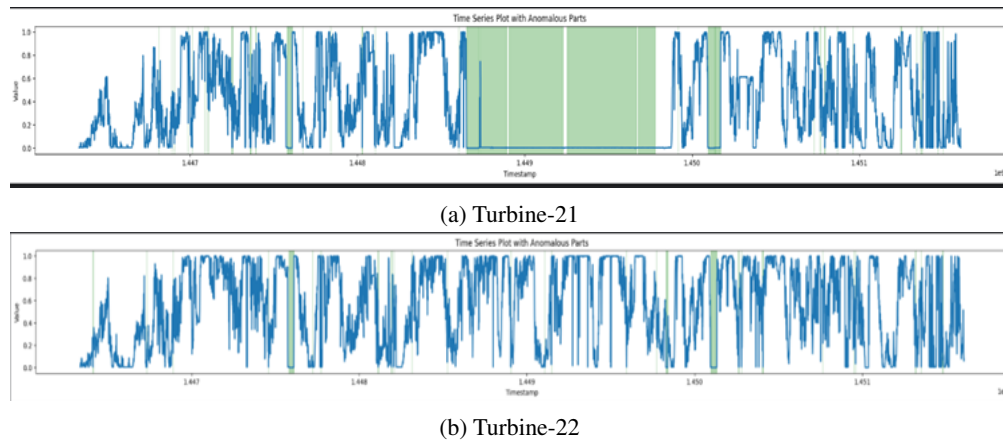 Time Series Plot with Anomalous Parts
1.0
0.8
0.6
0.4
0.2
0.0
Value
1.447 1.448 1.449 1.450 1.451
Timestamp
(a) Turbine-21
Time Series Plot with Anomalous Parts
1.0
0.8
0.6
0.4
0.2
0.0
Value
1.447 1.448 1.449 1.450 1.451
Timestamp
(b) Turbine-22